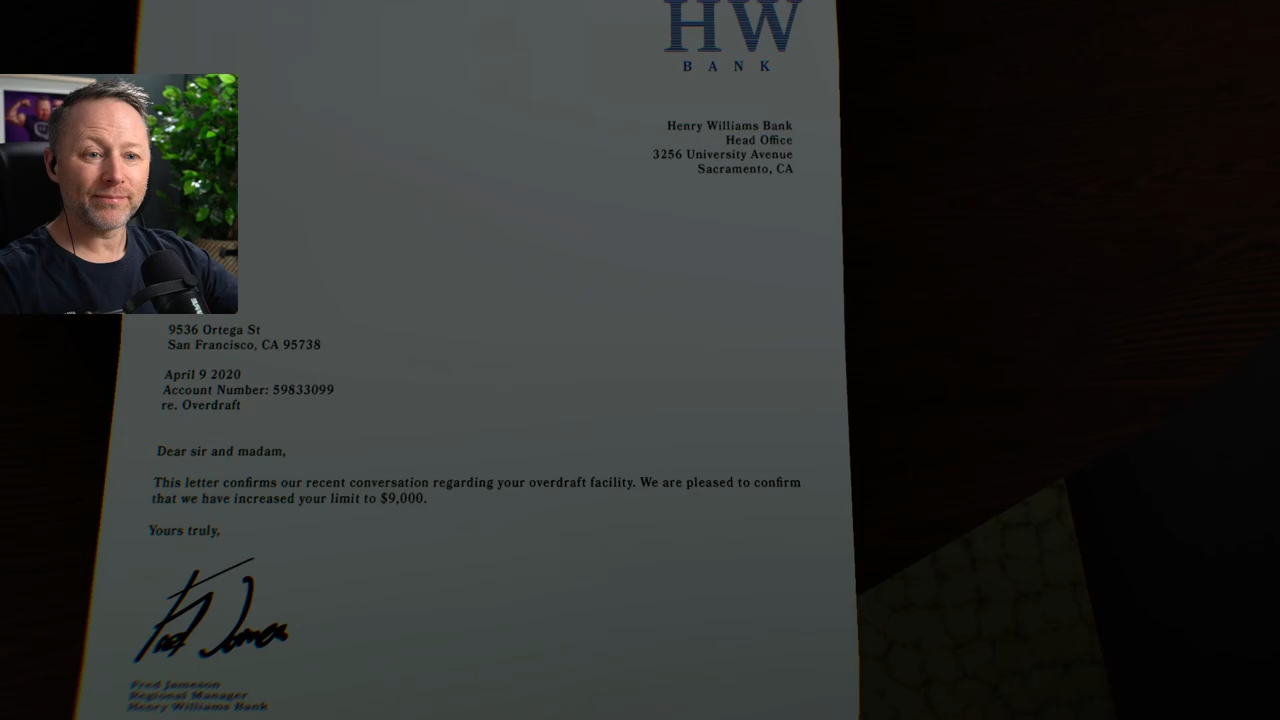 HW
BANK
Henry Williams Bank
Head Office
3256 University Avenue
Sacramento, CA
9536 Ortega St
San Francisco, CA 95738
April 9 2020
Account Number: 59833099
re. Overdraft
Dear sir and madam,
This letter confirms our recent conversation regarding your overdraft facility. We are pleased to confirm
that we have increased your limit to $9,000.
Yours truly,
Fred James
Fred Jameson
Regional Manager
Henry Williams Bank